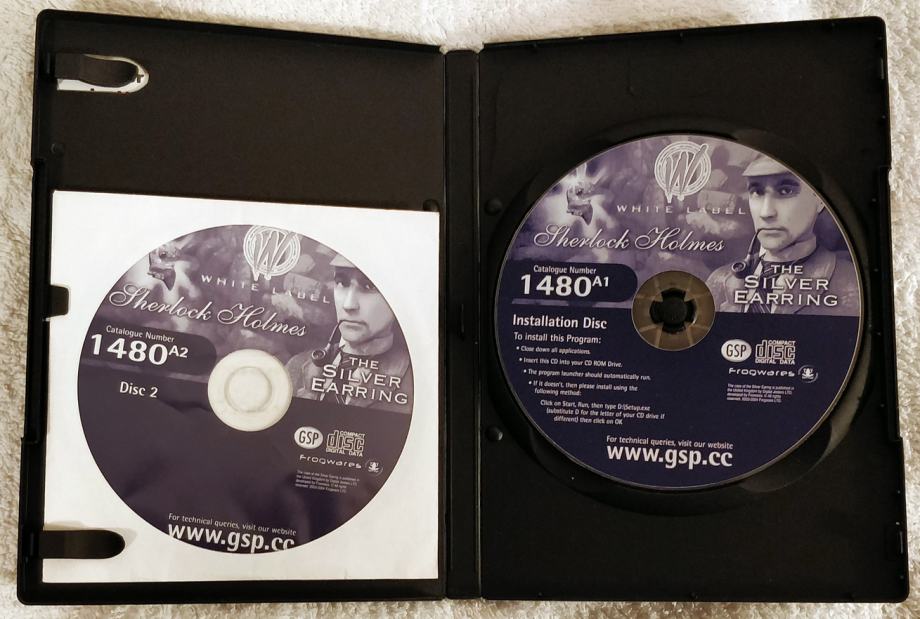 WHITE LABEL
Sherlock Holmes
Catalogue Number
1480A2
THE
SILVER
EARRING
Disc 2
GSP
COMPACT
disc
DIGITAL DATA
Frogwares
For technical queries, visit our website
www.gsp.cc
W
WHITE LABEL
Sherlock Holmes
Catalogue Number
1480A1
THE
SILVER
EARRING
Installation Disc
To install this Program:
• Close down all applications.
• Insert this CD into your CD ROM Drive.
• The program launcher should automatically run.
• If it doesn't, then please install using the
following method:
Click on Start, Run, then type D:\Setup.exe
(substitute D for the letter of your CD drive if
different) then click on OK
GSP
COMPACT
disc
DIGITAL DATA
Frogwares
For technical queries, visit our website
www.gsp.cc